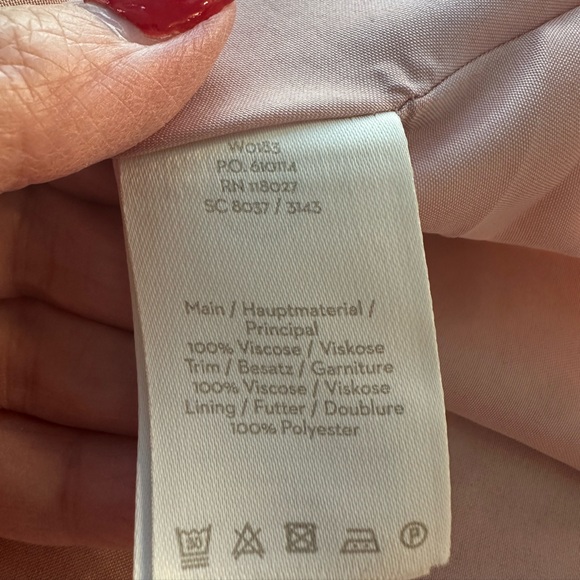 W0183
P.O. 610114
RN 118027
SC 8037 / 3143
Main / Hauptmaterial /
Principal
100% Viscose / Viskose
Trim / Besatz / Garniture
100% Viscose / Viskose
Lining / Futter / Doublure
100% Polyester
30
P